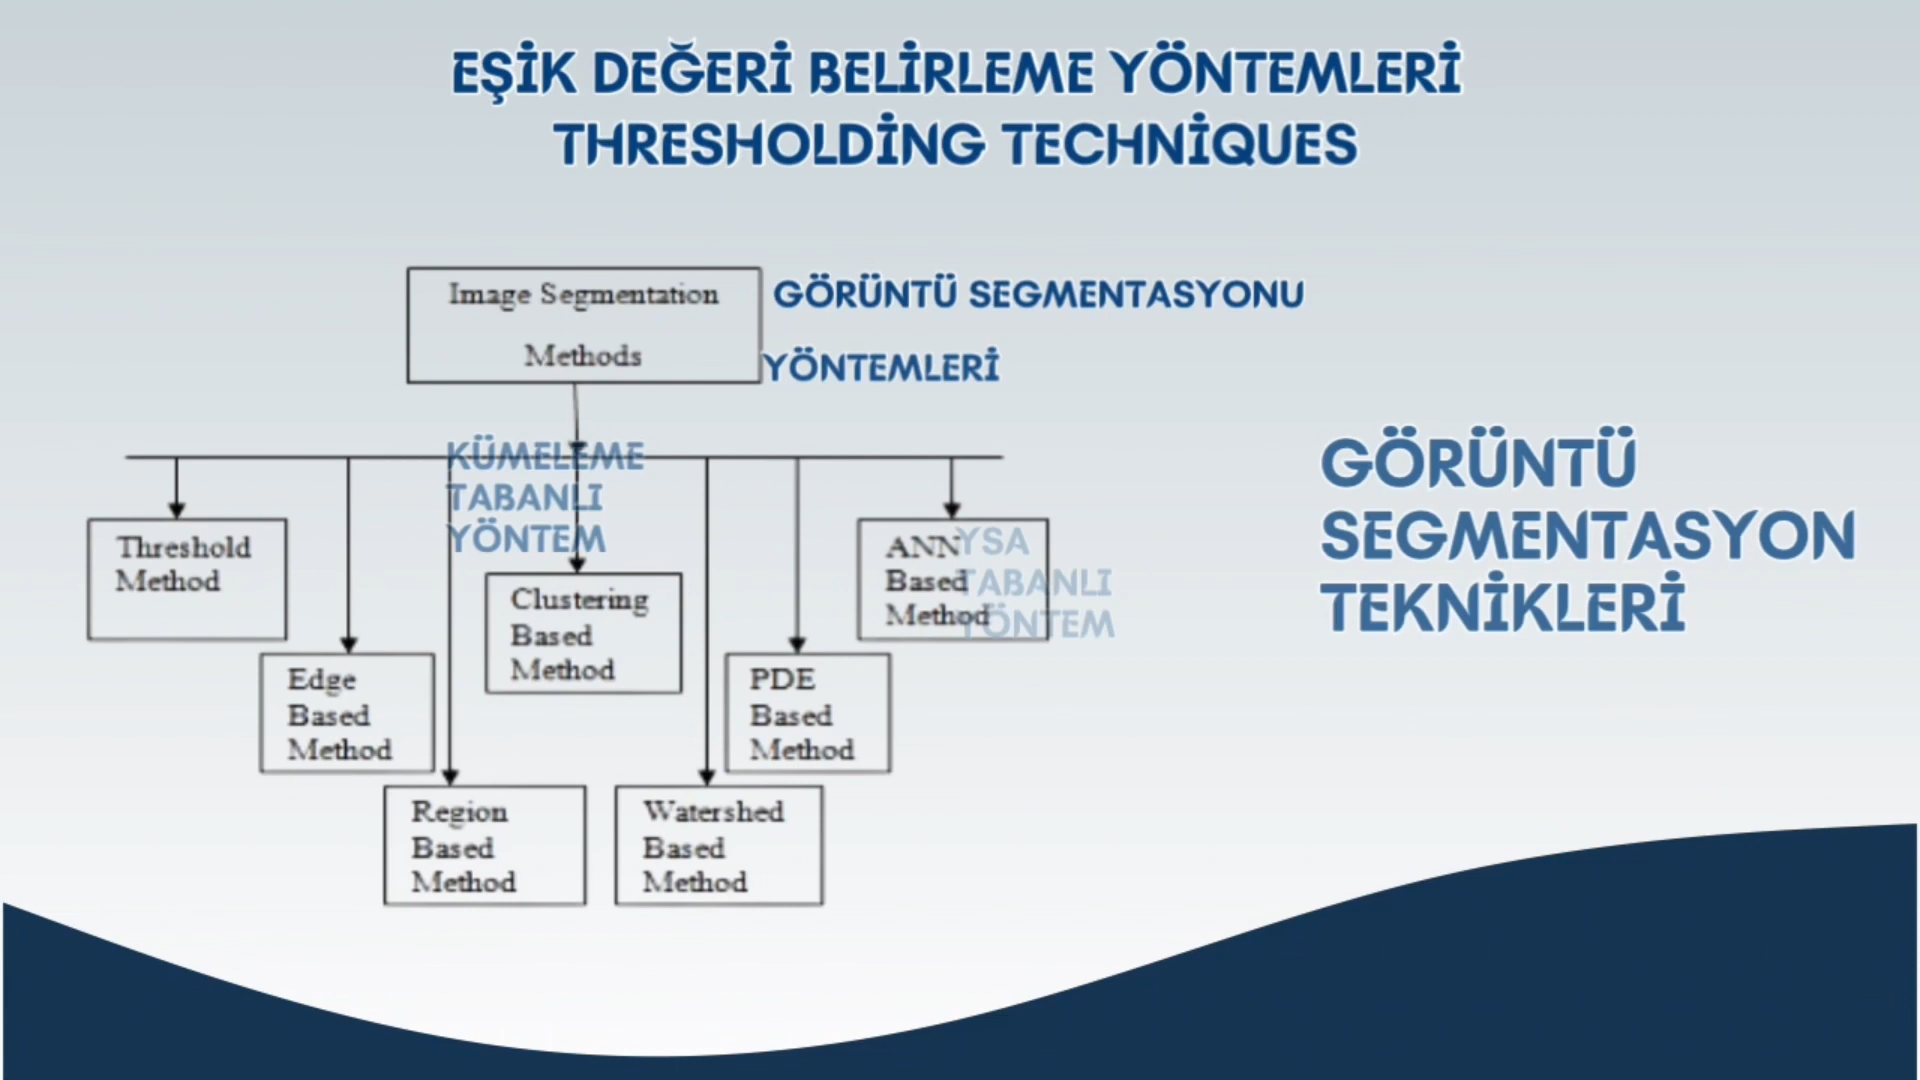 EŞİK DEĞERİ BELİRLEME YÖNTEMLERİ
THRESHOLDİNG TECHNİQUES
Image Segmentation
Methods
GÖRÜNTÜ SEGMENTASYONU
YÖNTEMLERİ
KÜMELEME
TABANLI
YÖNTEM
Threshold
Method
Edge
Based
Method
Region
Based
Method
Clustering
Based
Method
Watershed
Based
Method
PDE
Based
Method
ANN
Based
Method
YSA
TABANLI
YÖNTEM
GÖRÜNTÜ
SEGMENTASYON
TEKNİKLERİ